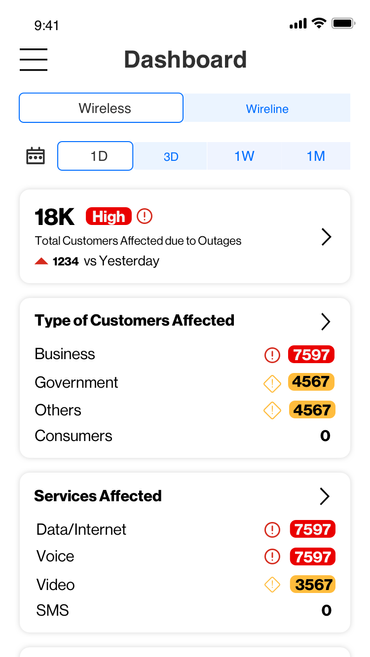 9:41
Dashboard
Wireless Wireline
1D 3D 1W 1M
18K High
Total Customers Affected due to Outages
1234 vs Yesterday
Type of Customers Affected
Business 7597
Government 4567
Others 4567
Consumers 0
Services Affected
Data/Internet 7597
Voice 7597
Video 3567
SMS 0